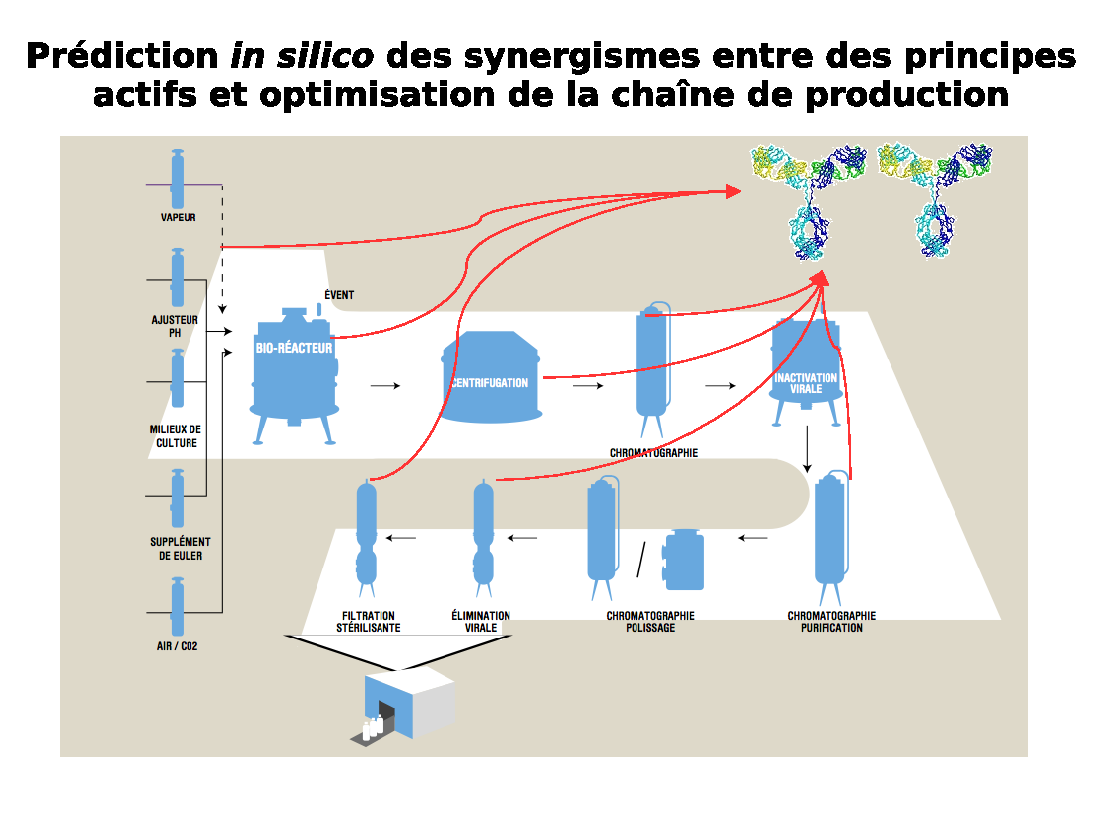 Prédiction in silico des synergismes entre des principes
actifs et optimisation de la chaîne de production
VAPEUR
ÉVENT
AJUSTEUR
PH
BIO-RÉACTEUR
CENTRIFUGATION
INACTIVATION
VIRALE
MILIEUX DE
CULTURE
CHROMATOGRAPHIE
SUPPLÉNENT
DE EULER
FILTRATION
STÉRILISANTE
ÉLIMINATION
VIRALE
CHROMATOGRAPHIE
POLISSAGE
CHROMATOGRAPHIE
PURIFICATION
AIR / C02